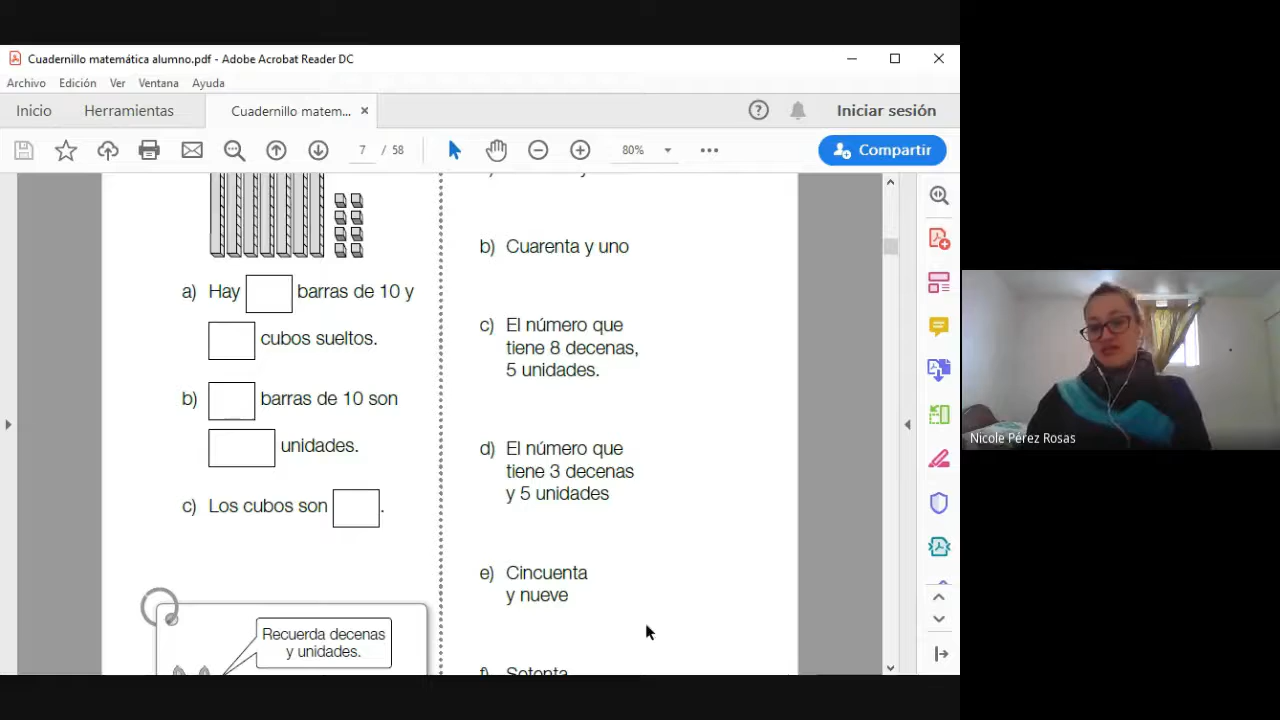 Cuadernillo matemática alumno.pdf - Adobe Acrobat Reader DC
Archivo Edición Ver Ventana Ayuda
Inicio Herramientas Cuadernillo matem... ×
Iniciar sesión
7 / 58 80% Compartir
a) Hay barras de 10 y
cubos sueltos.
b) barras de 10 son
unidades.
c) Los cubos son .
Recuerda decenas
y unidades.
b) Cuarenta y uno
c) El número que
tiene 8 decenas,
5 unidades.
d) El número que
tiene 3 decenas
y 5 unidades
e) Cincuenta
y nueve
f) Setenta
Nicole Pérez Rosas